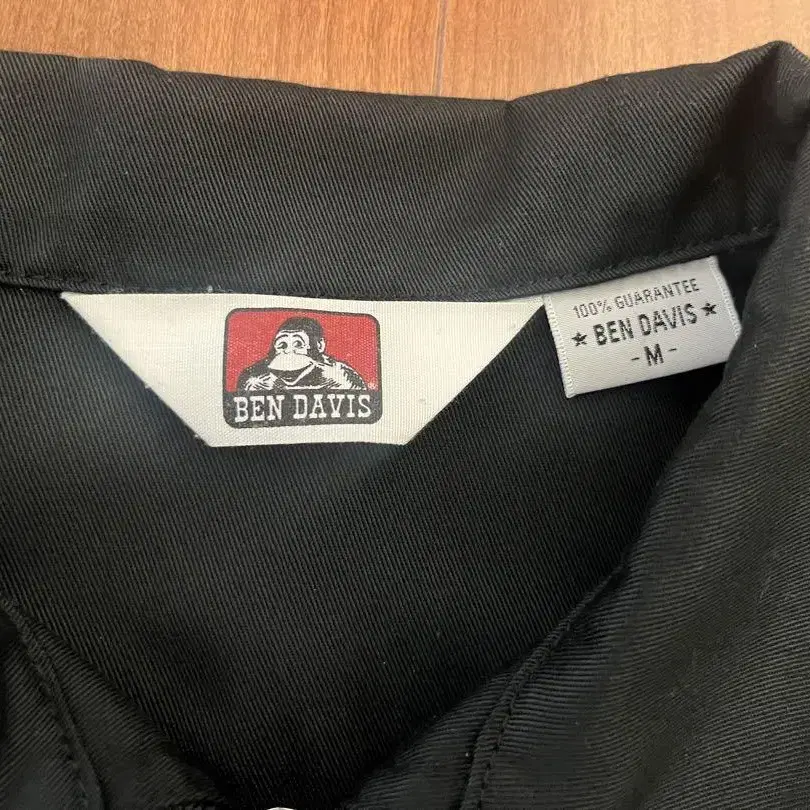 BEN DAVIS
100% GUARANTEE
★ BEN DAVIS ★
- M -